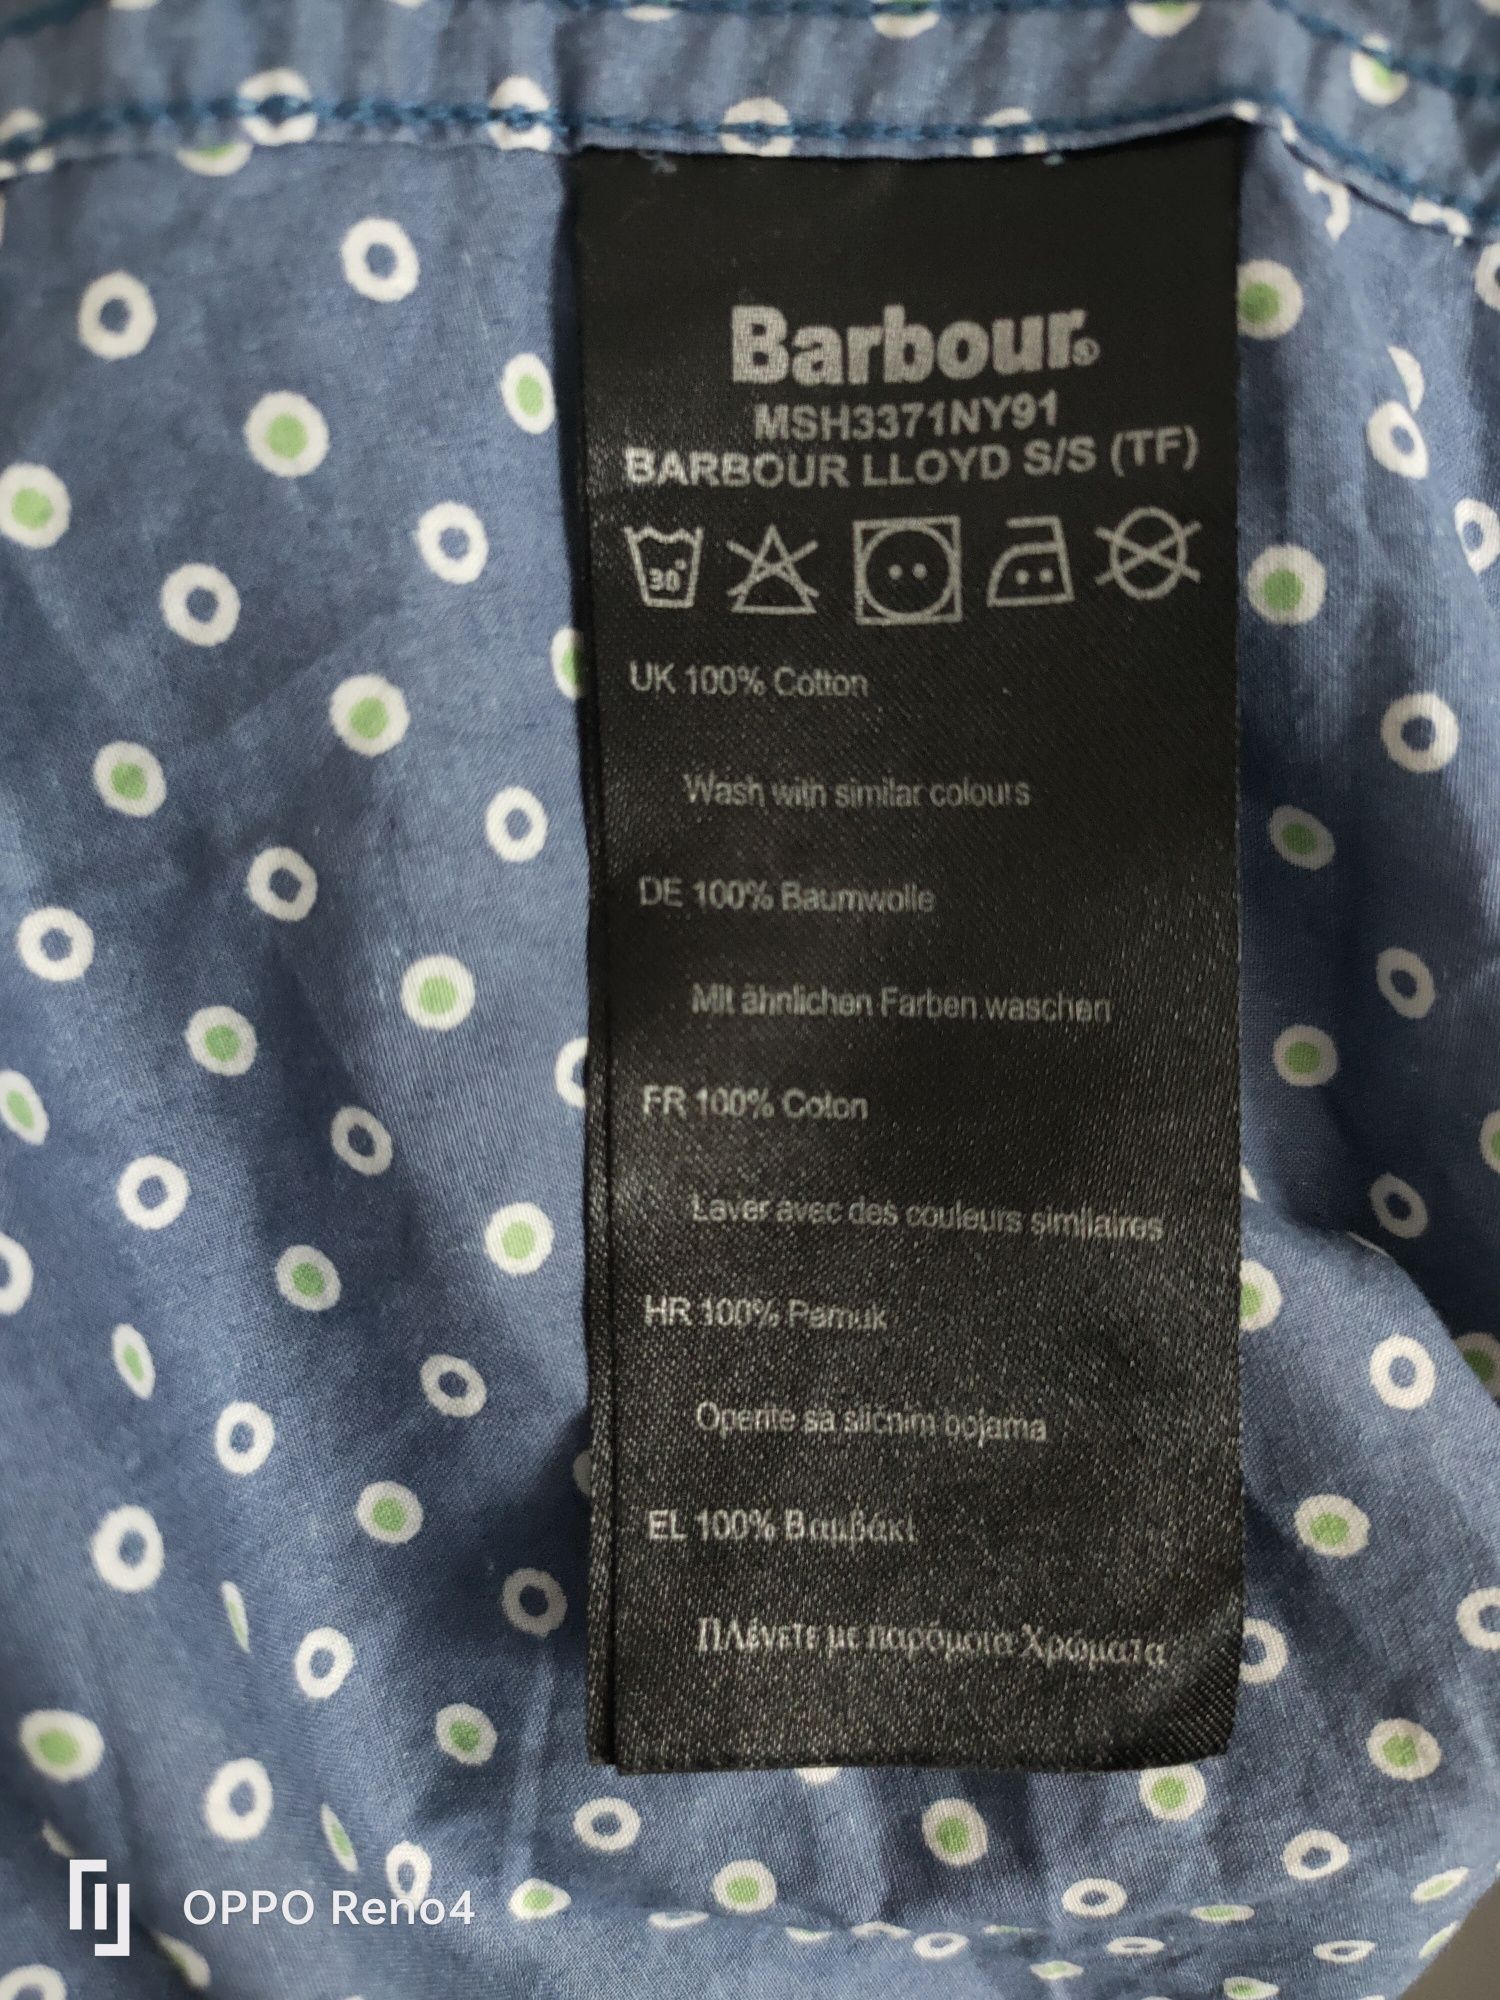 Barbour®
MSH3371NY91
BARBOUR LLOYD S/S (TF)
30°
UK 100% Cotton
Wash with similar colours
DE 100% Baumwolle
Mit ähnlichen Farben waschen
FR 100% Coton
Laver avec des couleurs similaires
HR 100% Pamuk
Operite sa sličnim bojama
EL 100% Βαμβάκι
Πλένετε με παρόμοια Χρώματα
OPPO Reno4